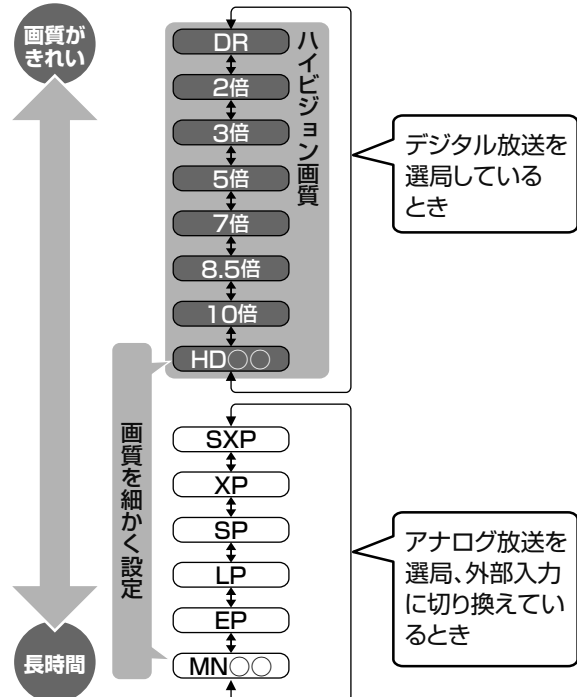 画質が
きれい
DR
2倍
3倍
5倍
7倍
8.5倍
10倍
HD○○
ハイビジョン画質
デジタル放送を
選局している
とき
画質を細かく設定
SXP
XP
SP
LP
EP
MN○○
アナログ放送を
選局、外部入力
に切り換えてい
るとき
長時間